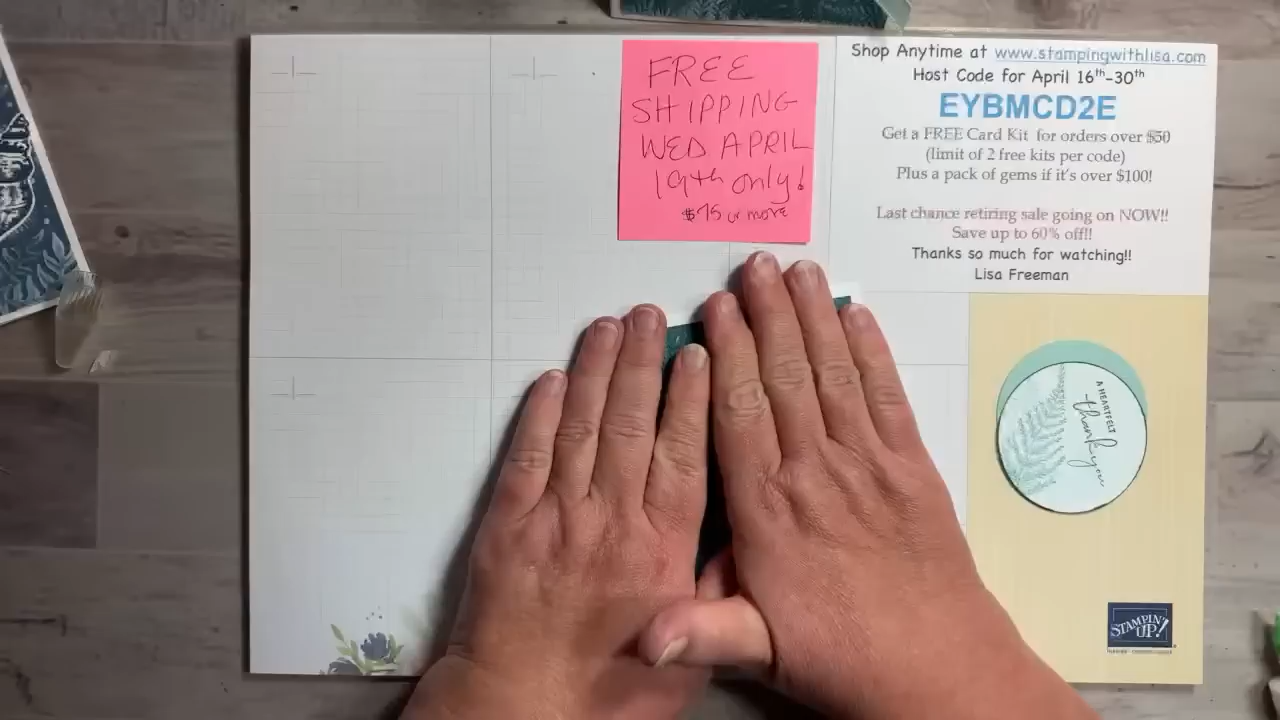 FREE
SHIPPING
WED APRIL
19th only!
$75 or more
Shop Anytime at www.stampingwithlisa.com
Host Code for April 16th-30th
EYBMCD2E
Get a FREE Card Kit for orders over $50
(limit of 2 free kits per code)
Plus a pack of gems if it's over $100!
Last chance retiring sale going on NOW!!
Save up to 60% off!!
Thanks so much for watching!!
Lisa Freeman
A HEARTFELT
thank you
STAMPIN' UP!